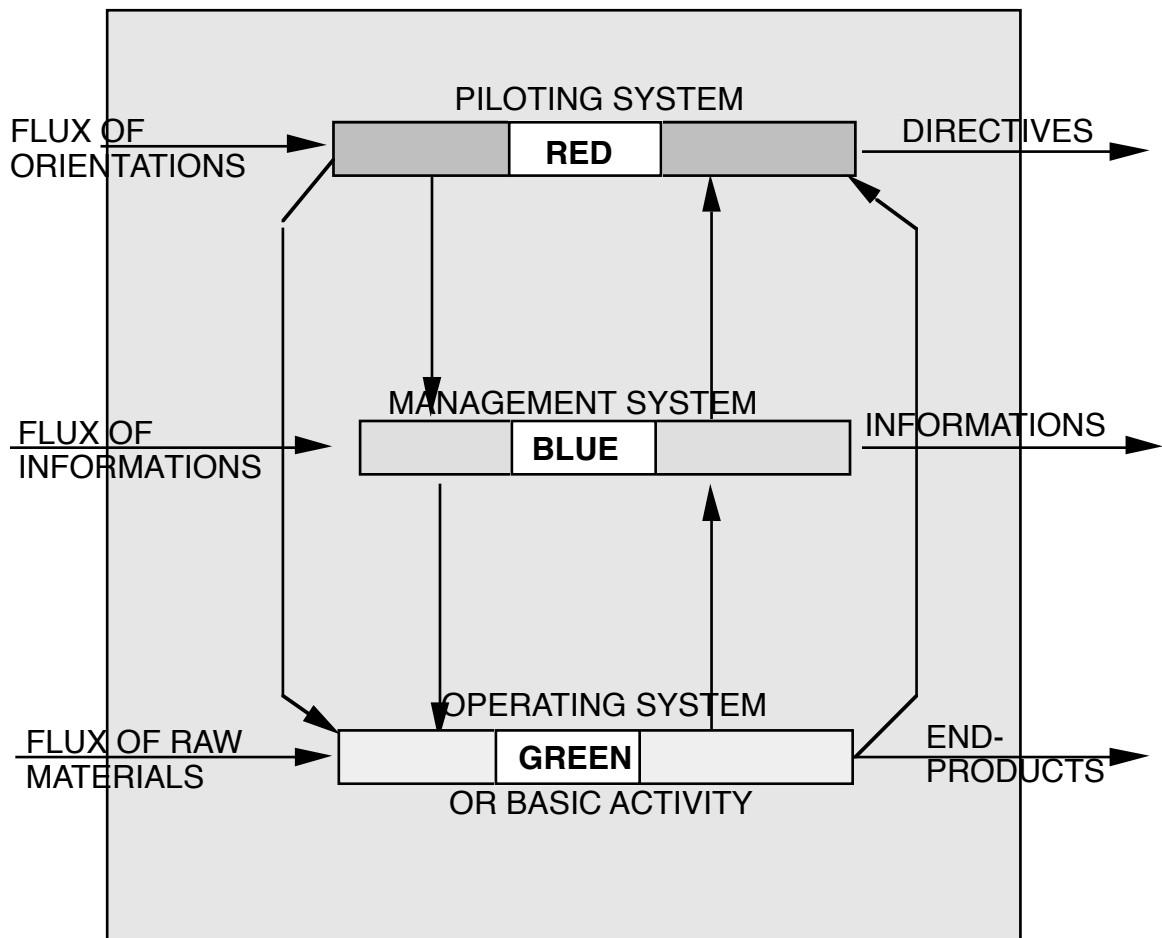 PILOTING SYSTEM
FLUX OF
ORIENTATIONS
RED
DIRECTIVES
MANAGEMENT SYSTEM
FLUX OF
INFORMATIONS
BLUE
INFORMATIONS
OPERATING SYSTEM
FLUX OF RAW
MATERIALS
GREEN
END-
PRODUCTS
OR BASIC ACTIVITY